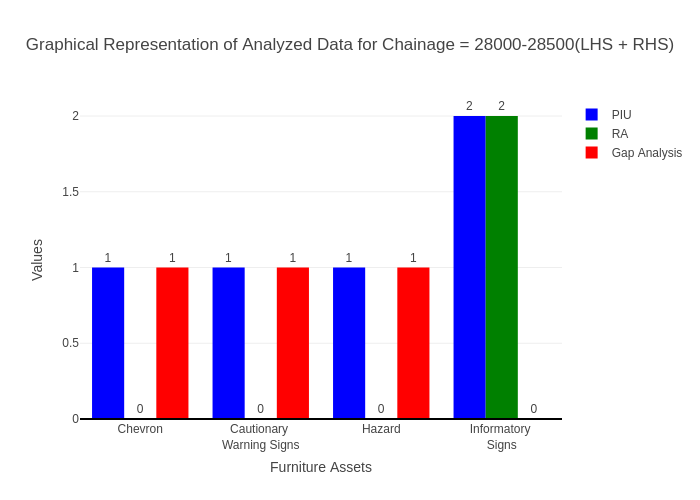 Graphical Representation of Analyzed Data for Chainage = 28000-28500(LHS + RHS)
PIU
RA
Gap Analysis
Values
2
1.5
1
0.5
0
1 0 1 1 0 1 1 0 1 2 2 0
Chevron
Cautionary
Warning Signs
Hazard
Informatory
Signs
Furniture Assets